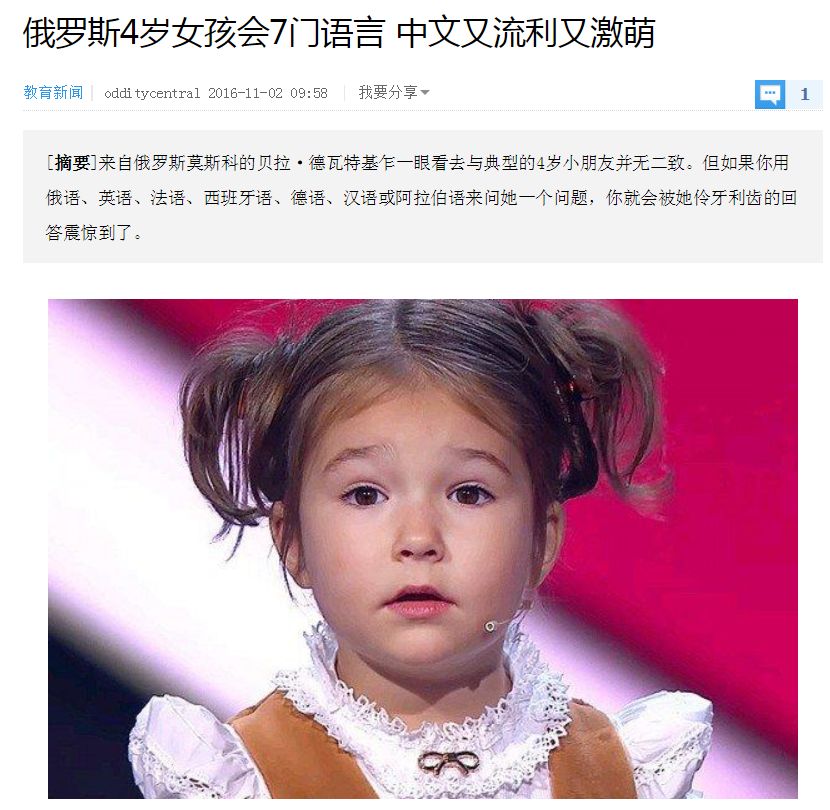 俄罗斯4岁女孩会7门语言 中文又流利又激萌
教育新闻 odditycentral 2016-11-02 09:58 我要分享 1
[摘要]来自俄罗斯莫斯科的贝拉·德瓦特基乍一眼看去与典型的4岁小朋友并无二致。但如果你用
俄语、英语、法语、西班牙语、德语、汉语或阿拉伯语来问她一个问题，你就会被她伶牙利齿的回
答震惊到了。